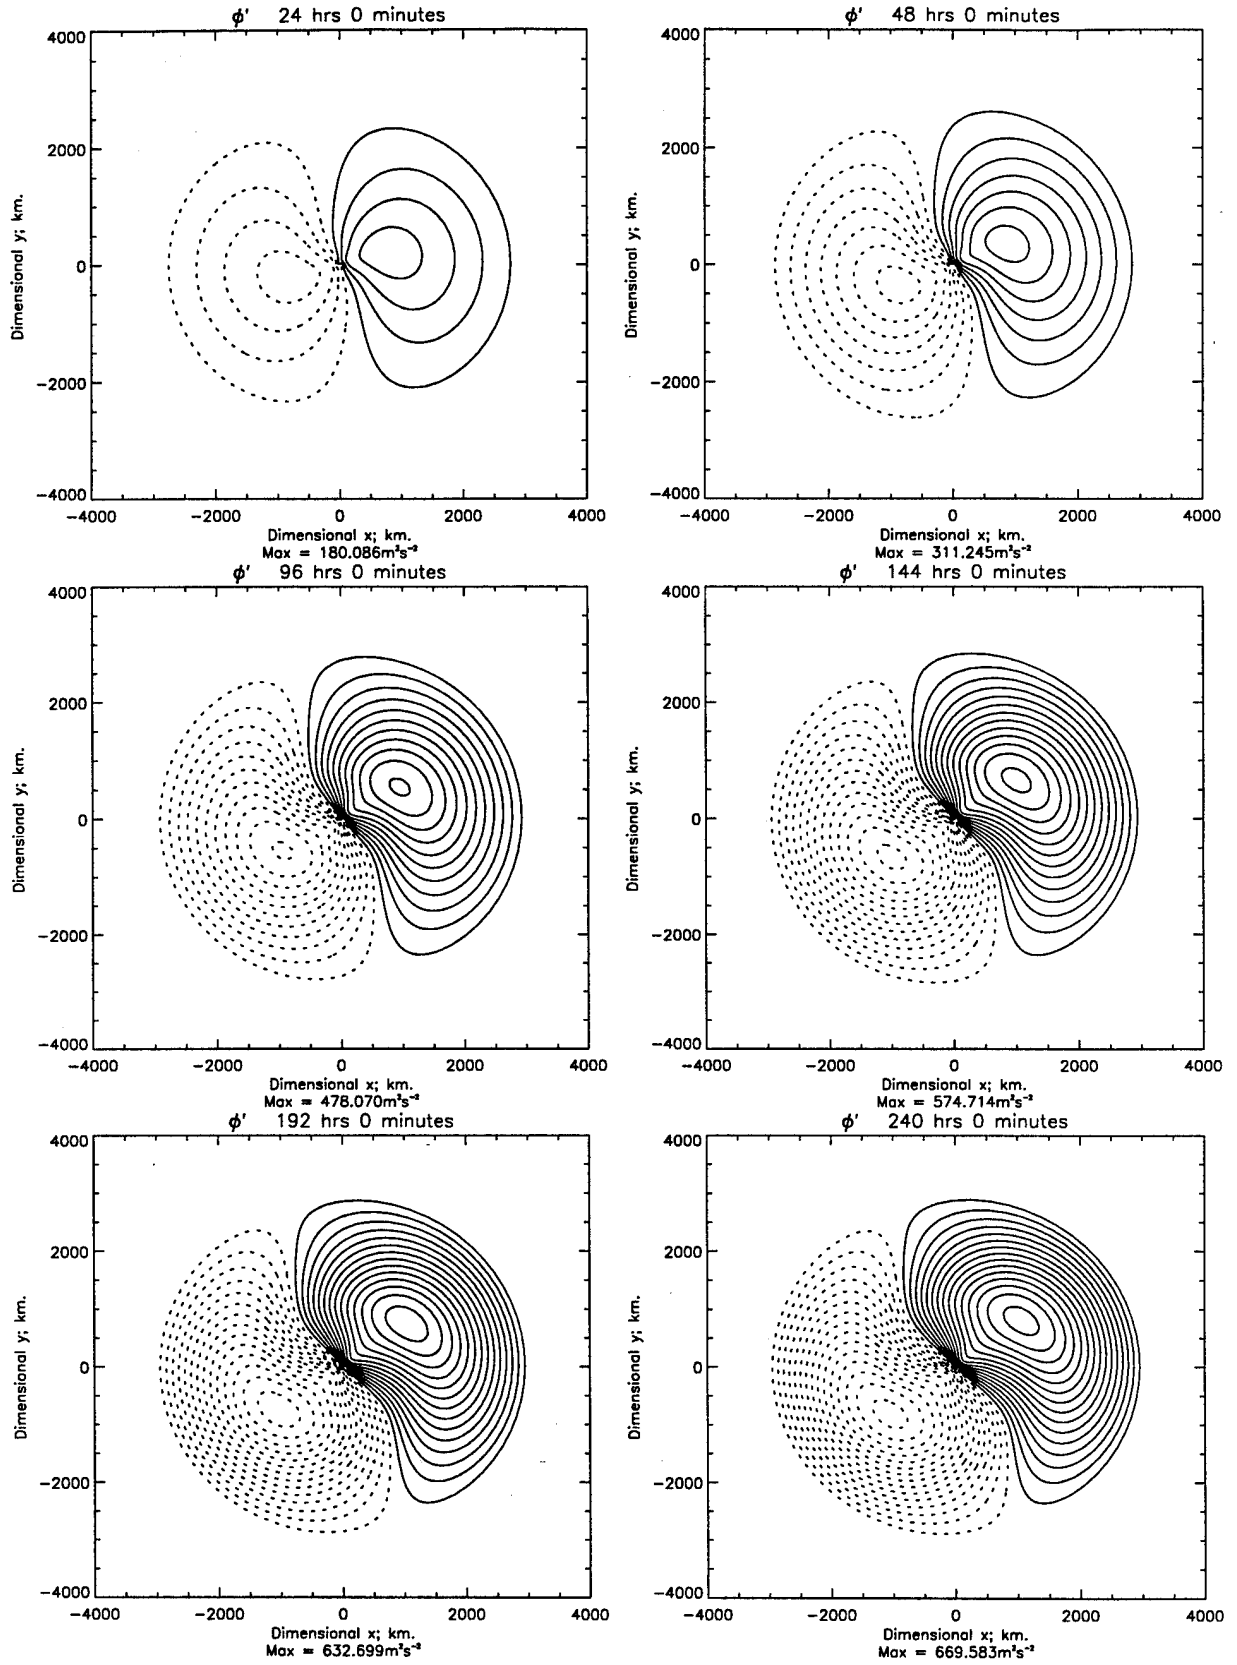 ϕ' 24 hrs 0 minutes
4000
2000
0
−2000
−4000
Dimensional y; km.
−4000 −2000 0 2000 4000
Dimensional x; km.
Max = 180.086m²s⁻²
ϕ' 48 hrs 0 minutes
4000
2000
0
−2000
−4000
Dimensional y; km.
−4000 −2000 0 2000 4000
Dimensional x; km.
Max = 311.245m²s⁻²
ϕ' 96 hrs 0 minutes
4000
2000
0
−2000
−4000
Dimensional y; km.
−4000 −2000 0 2000 4000
Dimensional x; km.
Max = 478.070m²s⁻²
ϕ' 144 hrs 0 minutes
4000
2000
0
−2000
−4000
Dimensional y; km.
−4000 −2000 0 2000 4000
Dimensional x; km.
Max = 574.714m²s⁻²
ϕ' 192 hrs 0 minutes
4000
2000
0
−2000
−4000
Dimensional y; km.
−4000 −2000 0 2000 4000
Dimensional x; km.
Max = 632.699m²s⁻²
ϕ' 240 hrs 0 minutes
4000
2000
0
−2000
−4000
Dimensional y; km.
−4000 −2000 0 2000 4000
Dimensional x; km.
Max = 669.583m²s⁻²